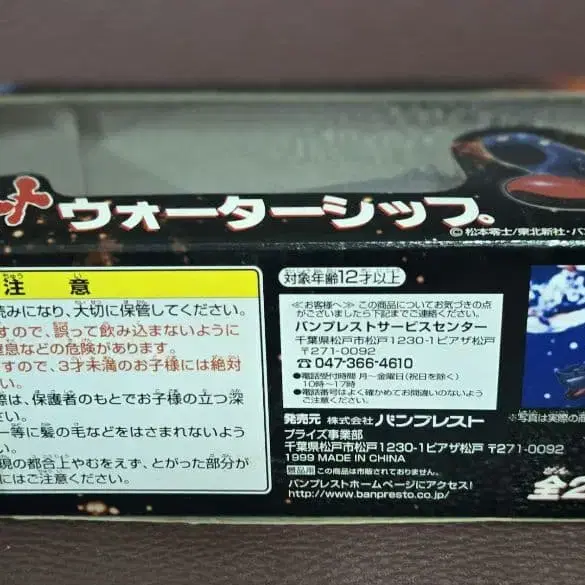 ウォーターシップ。
©松本零士/東北新社・バ
注意
読みになり、大切に保管してください。
すので、誤って飲み込まないように
窒息などの危険があります。
すので、3才未満のお子様には絶対
い。
際は、保護者のもとでお子様の立つ深
さい。
ー等に髪の毛などをはさまれないよう
い。
現の都合上やむをえず、とがった部分が
にはご注意ください。
対象年齢12才以上
≪お客様へ≫ この商品についてお気づきの点
がございましたら下記までご連絡ください。
バンプレストサービスセンター
千葉県松戸市松戸1230-1ピアザ松戸
〒271-0092
☎047-366-4610
●電話受付時間 月~金曜日(祝日を除く)
10時~17時
●電話番号はよく確かめてお間違いのないよう
ご注意ください。
発売元 株式会社 バンプレスト
プライズ事業部
千葉県松戸市松戸1230-1ピアザ松戸 〒271-0092
1999 MADE IN CHINA
景品用 この商品は市販されておりません。
バンプレストホームページにアクセス!
http://www.banpresto.co.jp/
※写真は実際の商
全